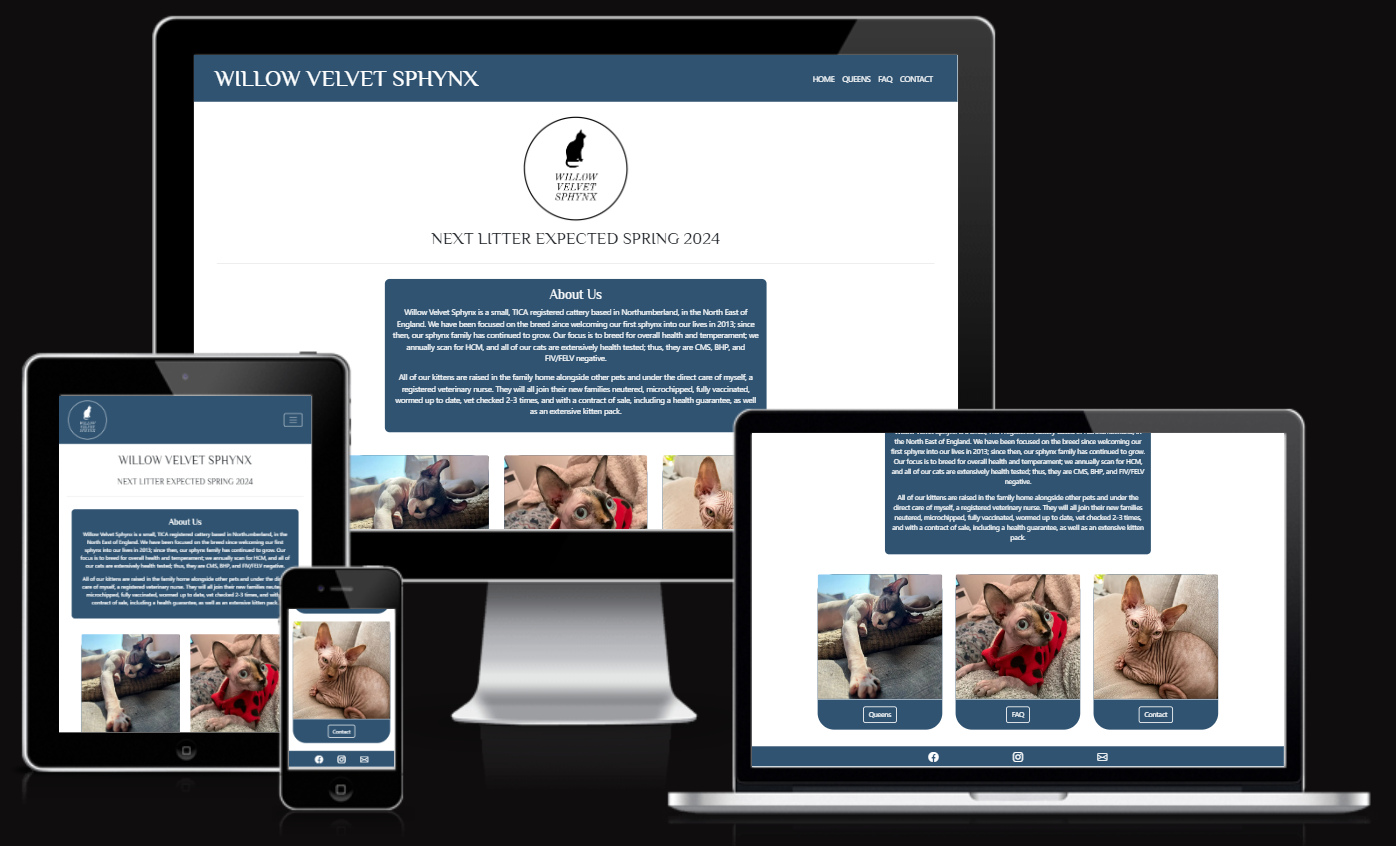 WILLOW VELVET SPHYNX
HOME QUEENS FAQ CONTACT
WILLOW
VELVET
SPHYNX
NEXT LITTER EXPECTED SPRING 2024
About Us
Willow Velvet Sphynx is a small, TICA registered cattery based in Northumberland, in the North East of
England. We have been focused on the breed since welcoming our first sphynx into our lives in 2013; since
then, our sphynx family has continued to grow. Our focus is to breed for overall health and temperament; we
annually scan for HCM, and all of our cats are extensively health tested; thus, they are CMS, BHP, and
FIV/FELV negative.
All of our kittens are raised in the family home alongside other pets and under the direct care of myself, a
registered veterinary nurse. They will all join their new families neutered, microchipped, fully vaccinated,
wormed up to date, vet checked 2-3 times, and with a contract of sale, including a health guarantee, as well
as an extensive kitten pack.
WILLOW
VELVET
SPHYNX
WILLOW VELVET SPHYNX
NEXT LITTER EXPECTED SPRING 2024
About Us
Willow Velvet Sphynx is a small, TICA registered cattery based in Northumberland, in the
North East of England. We have been focused on the breed since welcoming our first
sphynx into our lives in 2013; since then, our sphynx family has continued to grow. Our
focus is to breed for overall health and temperament; we annually scan for HCM, and all of
our cats are extensively health tested; thus, they are CMS, BHP, and FIV/FELV negative.
All of our kittens are raised in the family home alongside other pets and under the
care of myself, a registered veterinary nurse. They will all join their new families
microchipped, fully vaccinated, wormed up to date, vet checked 2-3 times, and
contract of sale, including a health guarantee, as well as an extensive kitten pack.
Contact
the North East of England. We have been focused on the breed since welcoming our
first sphynx into our lives in 2013; since then, our sphynx family has continued to grow.
Our focus is to breed for overall health and temperament; we annually scan for HCM,
and all of our cats are extensively health tested; thus, they are CMS, BHP, and FIV/FELV
negative.
All of our kittens are raised in the family home alongside other pets and under the
direct care of myself, a registered veterinary nurse. They will all join their new families
neutered, microchipped, fully vaccinated, wormed up to date, vet checked 2-3 times,
and with a contract of sale, including a health guarantee, as well as an extensive kitten
pack.
Queens
FAQ
Contact